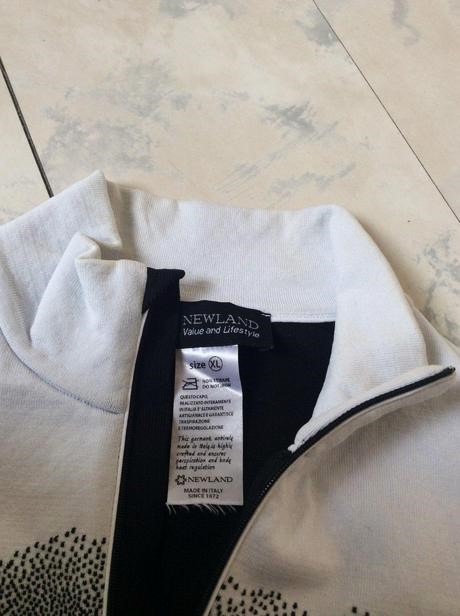 NEWLAND
Value and Lifestyle
size XL
NON STIRARE
DO NOT IRON
QUESTO CAPO,
REALIZZATO INTERAMENTE
IN ITALIA E' ALTAMENTE
ARTIGIANALE E GARANTISCE
TRASPIRAZIONE
E TERMOREGOLAZIONE
This garment, entirely
made in Italy, is highly
crafted and ensures
perspiration and body
heat regulation
NEWLAND
MADE IN ITALY
SINCE 1972